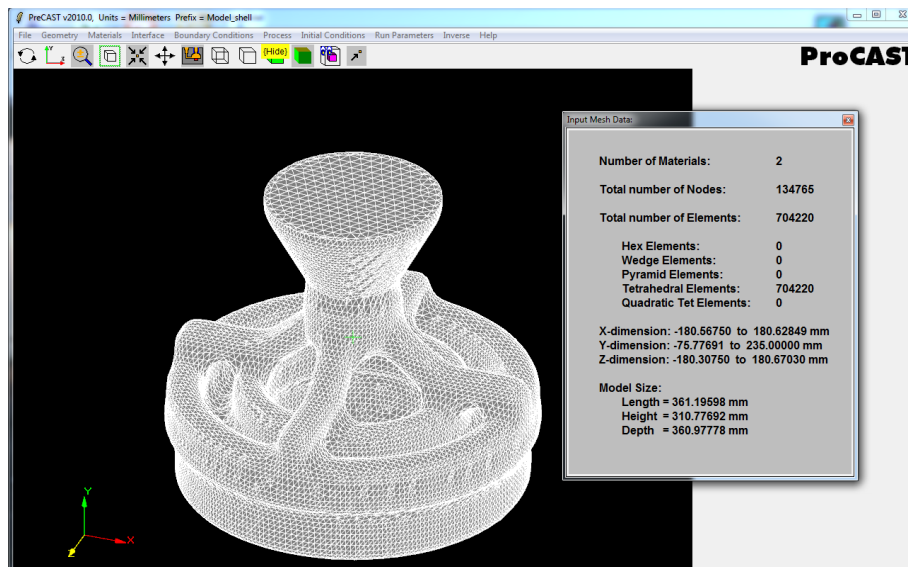 PreCAST v2010.0, Units = Millimeters Prefix = Model_shell
File Geometry Materials Interface Boundary Conditions Process Initial Conditions Run Parameters Inverse Help
{Hide}
ProCAST
Input Mesh Data:
Number of Materials: 2
Total number of Nodes: 134765
Total number of Elements: 704220
Hex Elements: 0
Wedge Elements: 0
Pyramid Elements: 0
Tetrahedral Elements: 704220
Quadratic Tet Elements: 0
X-dimension: -180.56750 to 180.62849 mm
Y-dimension: -75.77691 to 235.00000 mm
Z-dimension: -180.30750 to 180.67030 mm
Model Size:
Length = 361.19598 mm
Height = 310.77692 mm
Depth = 360.97778 mm
Y
X
Z